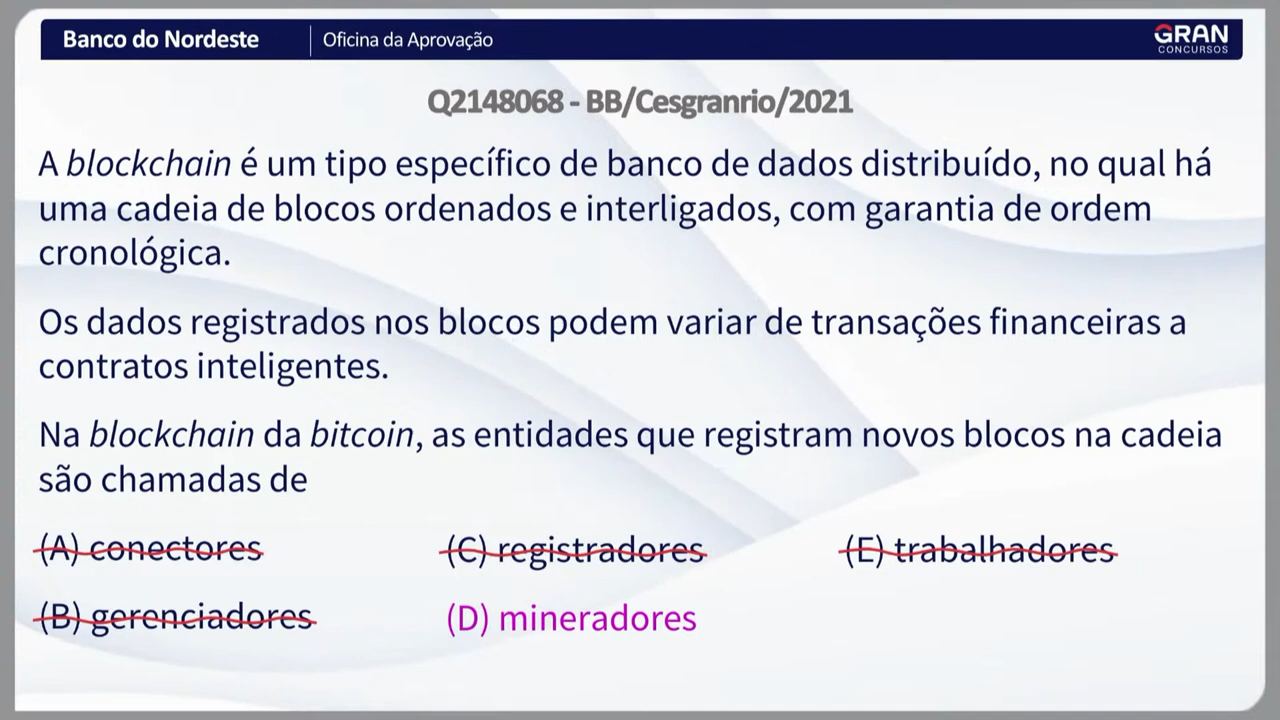 Banco do Nordeste
Oficina da Aprovação
GRAN
CONCURSOS
Q2148068 - BB/Cesgranrio/2021
A blockchain é um tipo específico de banco de dados distribuído, no qual há
uma cadeia de blocos ordenados e interligados, com garantia de ordem
cronológica.
Os dados registrados nos blocos podem variar de transações financeiras a
contratos inteligentes.
Na blockchain da bitcoin, as entidades que registram novos blocos na cadeia
são chamadas de
(A) conectores
(B) gerenciadores
(C) registradores
(D) mineradores
(E) trabalhadores